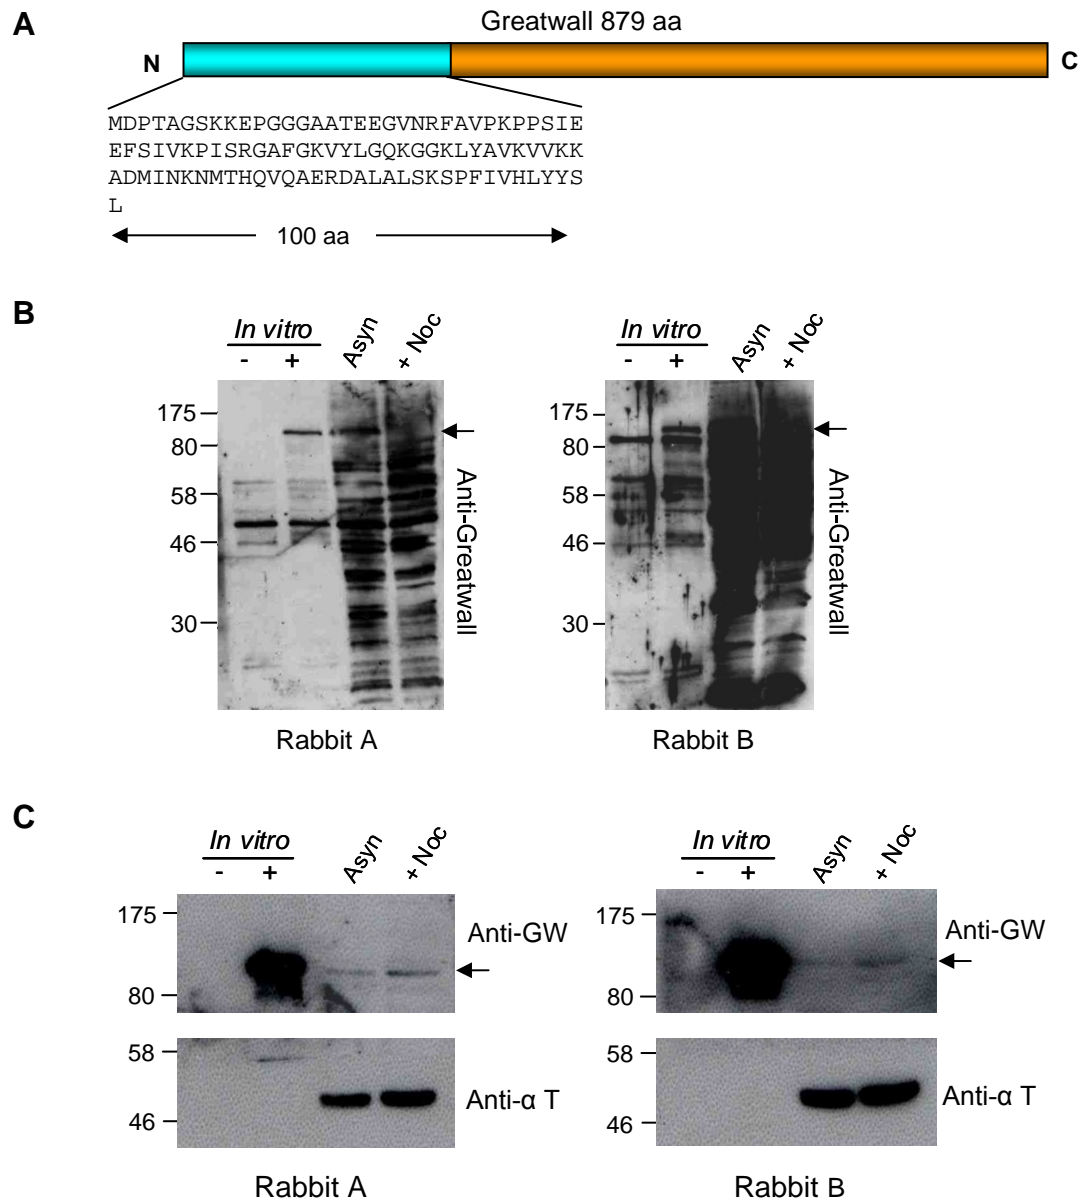 A
Greatwall 879 aa
N
C
MDPTAGSKKEPGGGAATEEGVNRFAVPKPPSIE
EFSIVKPISRGAFGKVYLGQKGGKLYAVKVVKK
ADMINKNMTHQVQAERDALALSKSPFIVHLYYS
L
100 aa
B
In vitro
- + Asyn + Noc
175
80
58
46
30
Anti-Greatwall
Rabbit A
In vitro
- + Asyn + Noc
175
80
58
46
30
Anti-Greatwall
Rabbit B
C
In vitro
- + Asyn + Noc
175
80
Anti-GW
58
46
Anti-α T
Rabbit A
In vitro
- + Asyn + Noc
175
80
Anti-GW
58
46
Anti-α T
Rabbit B